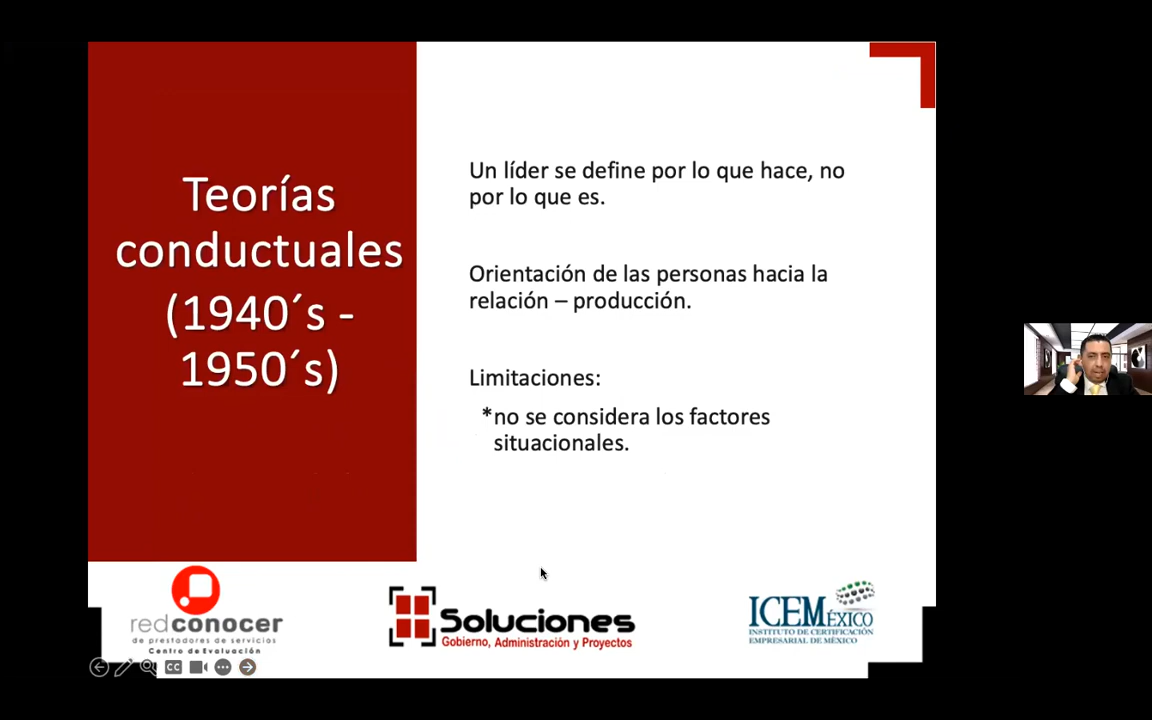 Teorías
conductuales
(1940´s -
1950´s)
Un líder se define por lo que hace, no
por lo que es.
Orientación de las personas hacia la
relación – producción.
Limitaciones:
*no se considera los factores
situacionales.
redconocer
de prestadores de servicios
Centro de Evaluación
Soluciones
Gobierno, Administración y Proyectos
ICEMÉXICO
INSTITUTO DE CERTIFICACIÓN
EMPRESARIAL DE MÉXICO
CC